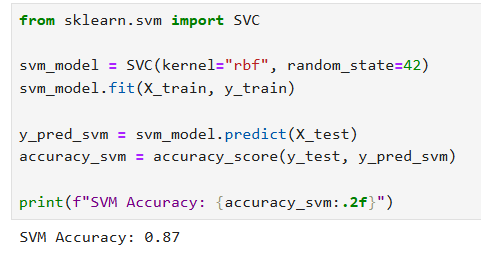 from sklearn.svm import SVC
svm_model = SVC(kernel="rbf", random_state=42)
svm_model.fit(X_train, y_train)
y_pred_svm = svm_model.predict(X_test)
accuracy_svm = accuracy_score(y_test, y_pred_svm)
print(f"SVM Accuracy: {accuracy_svm:.2f}")
SVM Accuracy: 0.87